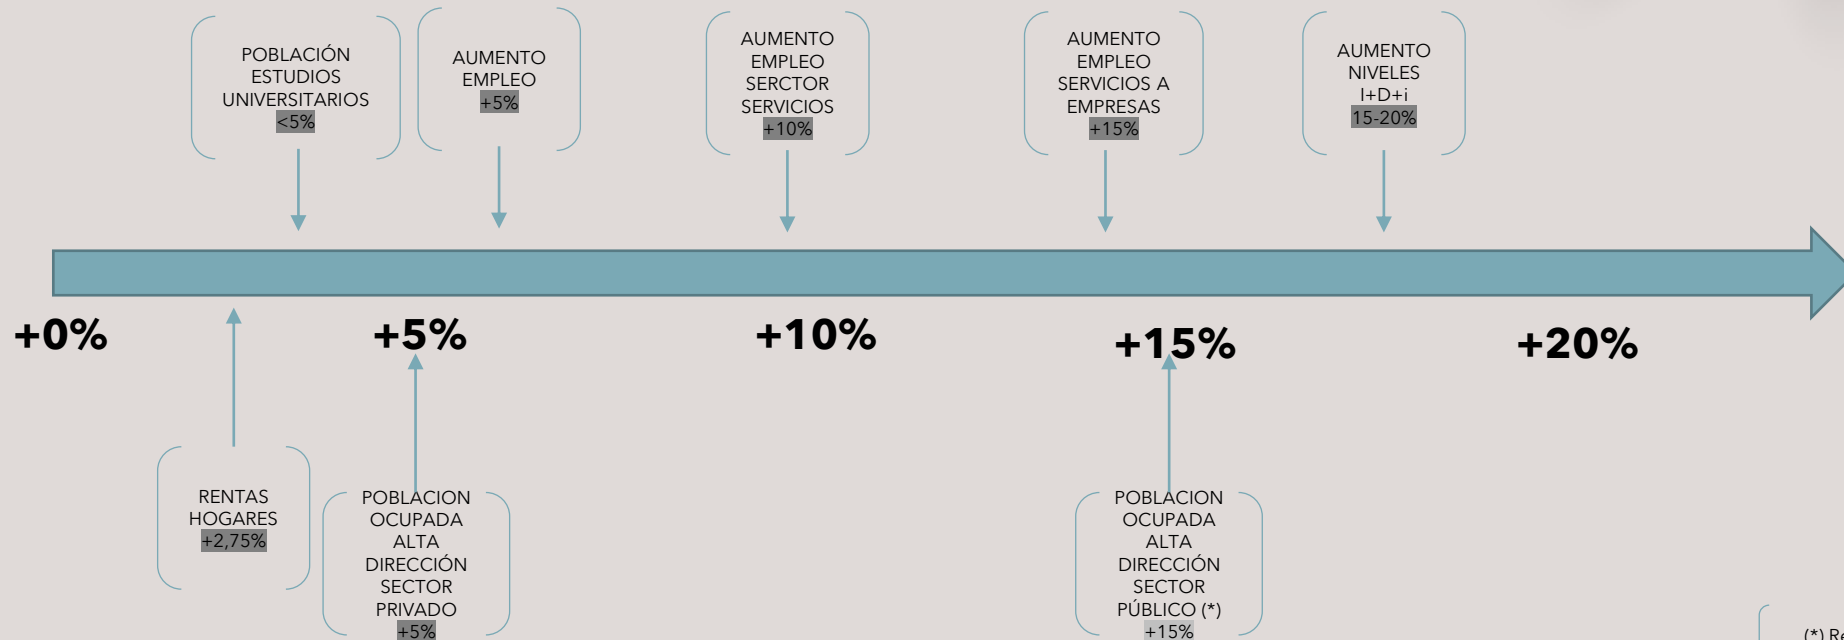 POBLACIÓN
ESTUDIOS
UNIVERSITARIOS
<5%
AUMENTO
EMPLEO
+5%
AUMENTO
EMPLEO
SERCTOR
SERVICIOS
+10%
AUMENTO
EMPLEO
SERVICIOS A
EMPRESAS
+15%
AUMENTO
NIVELES
I+D+i
15-20%
+0%
+5%
+10%
+15%
+20%
RENTAS
HOGARES
+2,75%
POBLACION
OCUPADA
ALTA
DIRECCIÓN
SECTOR
PRIVADO
+5%
POBLACION
OCUPADA
ALTA
DIRECCIÓN
SECTOR
PÚBLICO (*)
+15%
(*)